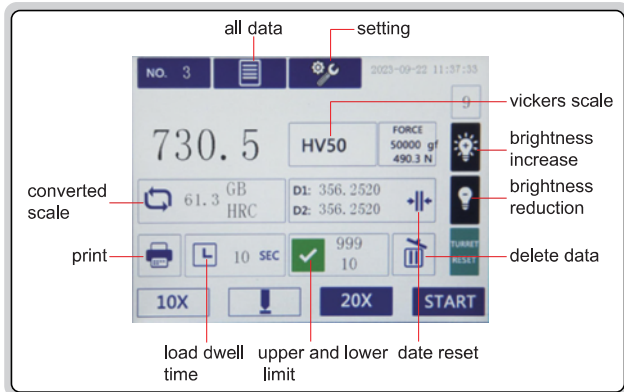 all data
setting
NO. 3
2023-09-22 11:37:33
9
vickers scale
730.5
HV50
FORCE
50000 gf
490.3 N
brightness
increase
converted
scale
61.3 GB
HRC
D1: 356.2520
D2: 356.2520
brightness
reduction
print
10 SEC
999
10
TURRET
RESET
delete data
10X
20X
START
load dwell
time
upper and lower
limit
date reset